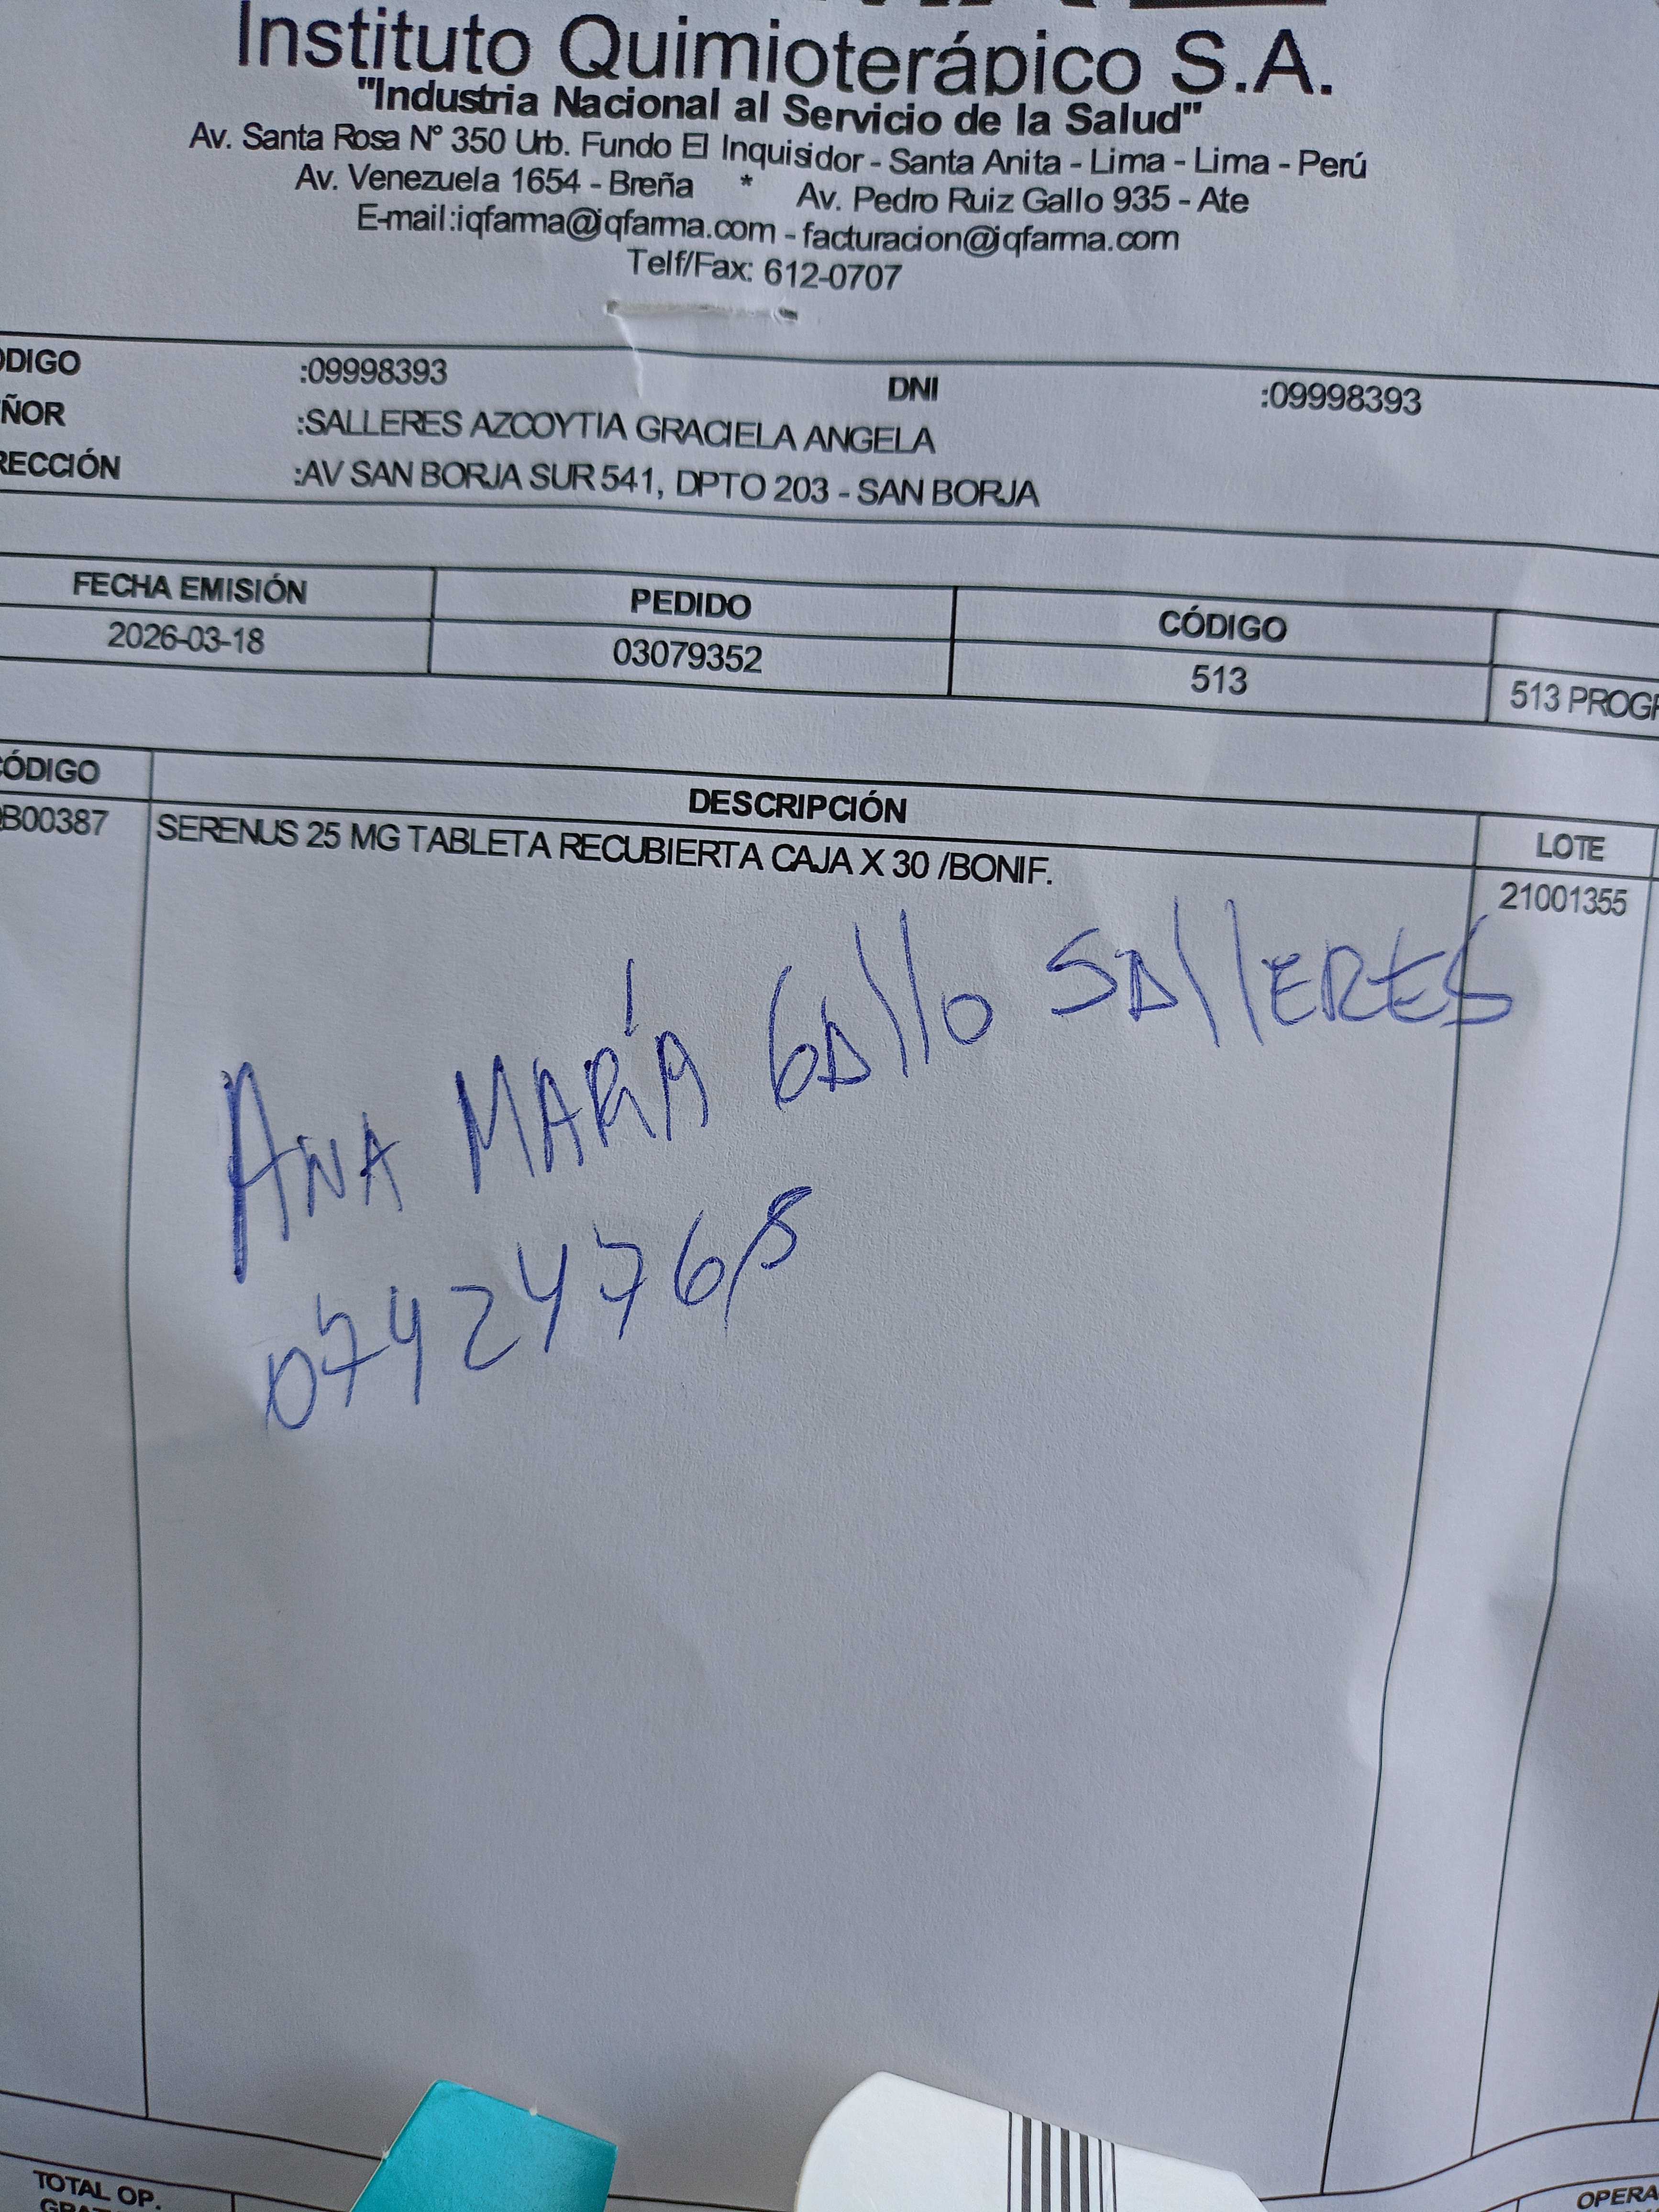 Instituto Quimioterápico S.A.
"Industria Nacional al Servicio de la Salud"
Av. Santa Rosa N° 350 Urb. Fundo El Inquisidor - Santa Anita - Lima - Lima - Perú
Av. Venezuela 1654 - Breña * Av. Pedro Ruiz Gallo 935 - Ate
E-mail:iqfarma@iqfarma.com - facturacion@iqfarma.com
Telf/Fax: 612-0707
ÓDIGO :09998393 DNI :09998393
EÑOR :SALLERES AZCOYTIA GRACIELA ANGELA
RECCIÓN :AV SAN BORJA SUR 541, DPTO 203 - SAN BORJA
FECHA EMISIÓN PEDIDO CÓDIGO
2026-03-18 03079352 513 513 PROGR
CÓDIGO DESCRIPCIÓN LOTE
B00387 SERENUS 25 MG TABLETA RECUBIERTA CAJA X 30 /BONIF. 21001355
ANA MARÍA GAllO SAllERES
07424768
TOTAL OP. OPERA